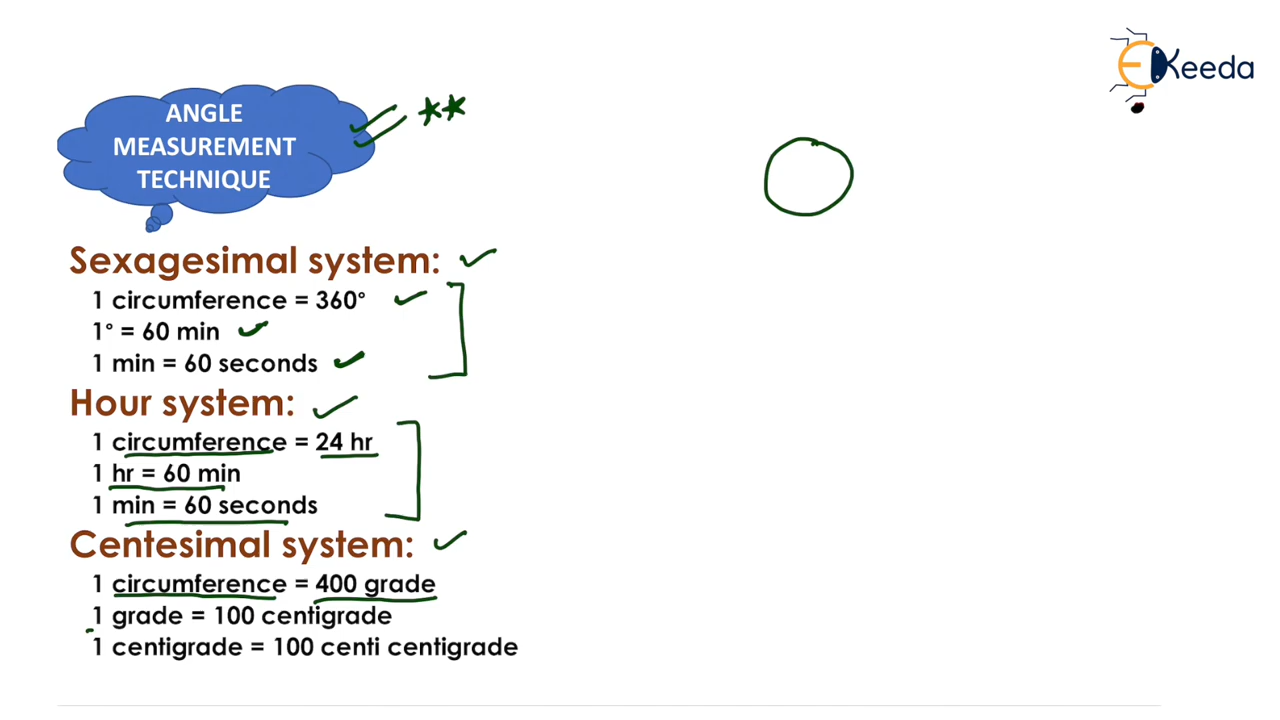 EKeeda
ANGLE
MEASUREMENT
TECHNIQUE
**
Sexagesimal system:
1 circumference = 360°
1° = 60 min
1 min = 60 seconds
Hour system:
1 circumference = 24 hr
1 hr = 60 min
1 min = 60 seconds
Centesimal system:
1 circumference = 400 grade
1 grade = 100 centigrade
1 centigrade = 100 centi centigrade